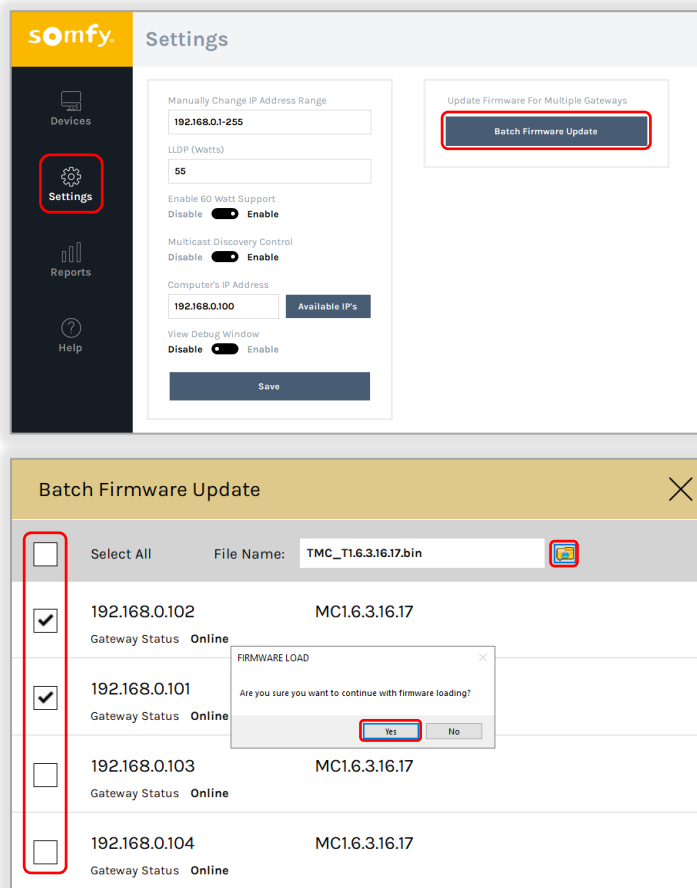 somfy.
Settings
Devices
Settings
Reports
Help
Manually Change IP Address Range
192.168.0.1-255
LLDP (Watts)
55
Enable 60 Watt Support
Disable Enable
Multicast Discovery Control
Disable Enable
Computer's IP Address
192.168.0.100 Available IP's
View Debug Window
Disable Enable
Save
Update Firmware For Multiple Gateways
Batch Firmware Update
Batch Firmware Update
Select All File Name: TMC_T1.6.3.16.17.bin
192.168.0.102 MC1.6.3.16.17
Gateway Status Online
FIRMWARE LOAD
Are you sure you want to continue with firmware loading?
Yes No
192.168.0.101
Gateway Status Online
192.168.0.103 MC1.6.3.16.17
Gateway Status Online
192.168.0.104 MC1.6.3.16.17
Gateway Status Online